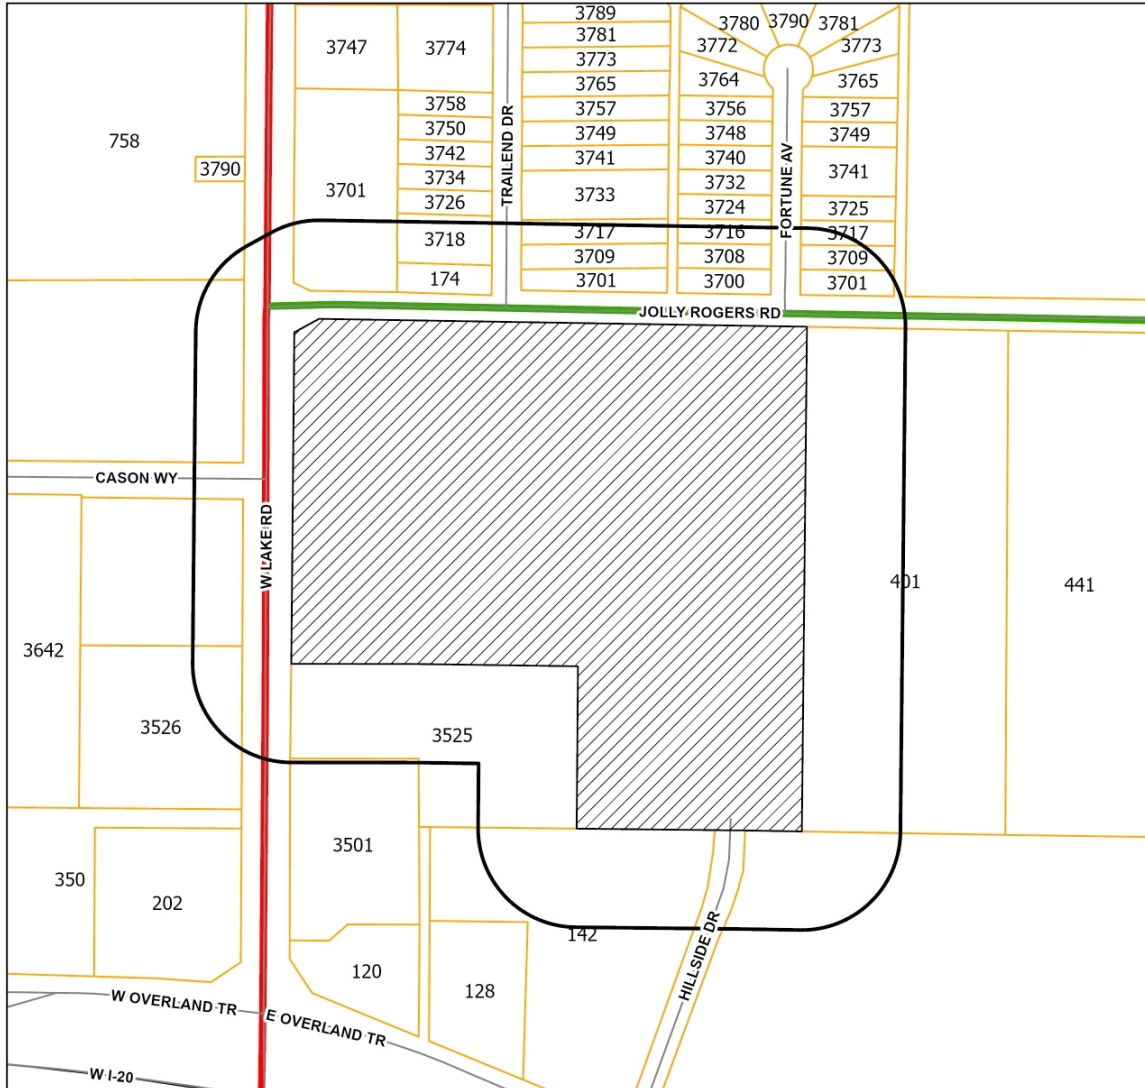 3789
3780 3790 3781
3747 3774 3781
3772 3773
3773
3764 3765
3765
3758 3757 3756 3757
3750 3749 3748 3749
758
3742 3741 3740
3790 3741
3734 3732
3701 3733
3726 3724 3725
TRAILEND DR
FORTUNE AV
3717 3716 3717
3718
3709 3708 3709
174 3701 3700 3701
JOLLY ROGERS RD
CASON WY
W LAKE RD
401 441
3642
3526 3525
3501
350
202
142
120
128
HILLSIDE DR
W OVERLAND TR
E OVERLAND TR
W I-20